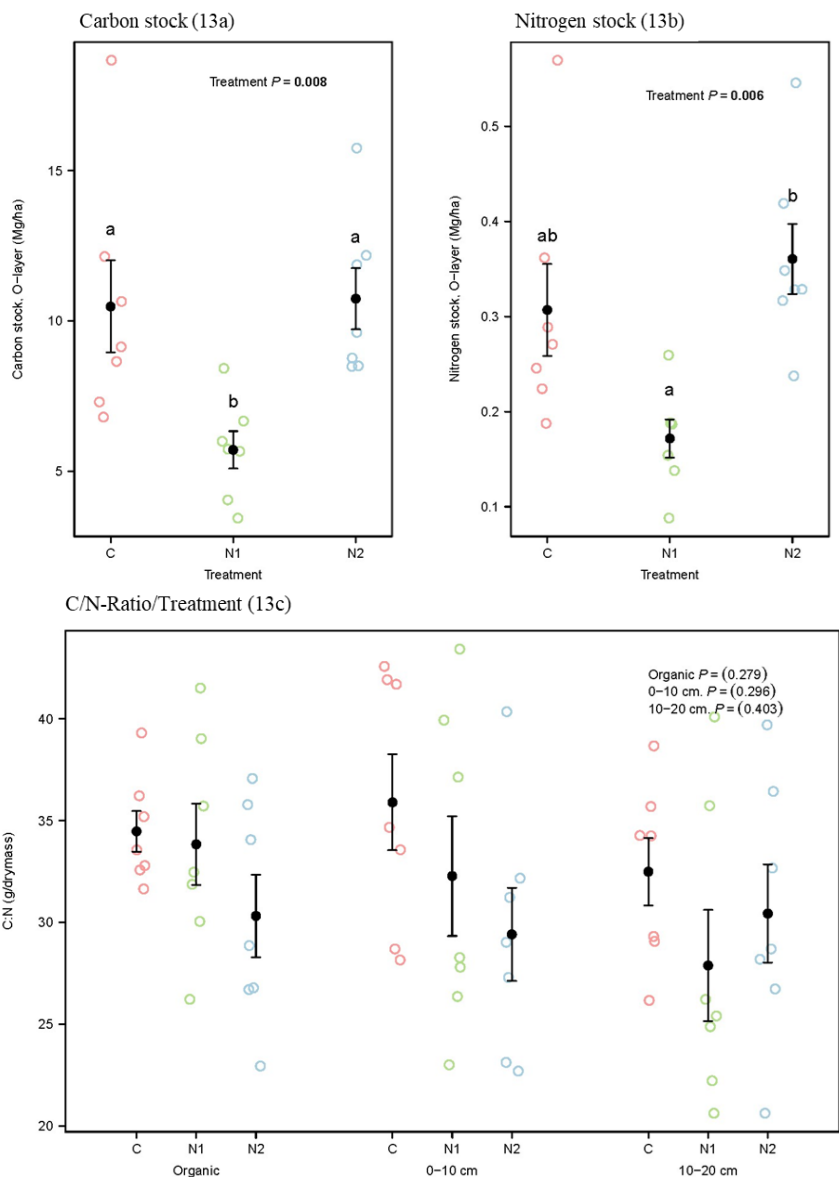 Carbon stock (13a)
Treatment P = 0.008
15
10
5
a
b
a
Carbon stock, O-layer (Mg/ha)
C N1 N2
Treatment
Nitrogen stock (13b)
Treatment P = 0.006
0.5
0.4
0.3
0.2
0.1
ab
a
b
Nitrogen stock, O-layer (Mg/ha)
C N1 N2
Treatment
C/N-Ratio/Treatment (13c)
Organic P = (0.279)
0−10 cm. P = (0.296)
10−20 cm. P = (0.403)
40
35
30
25
20
C:N (g/drymass)
C N1 N2 C N1 N2 C N1 N2
Organic 0−10 cm 10−20 cm